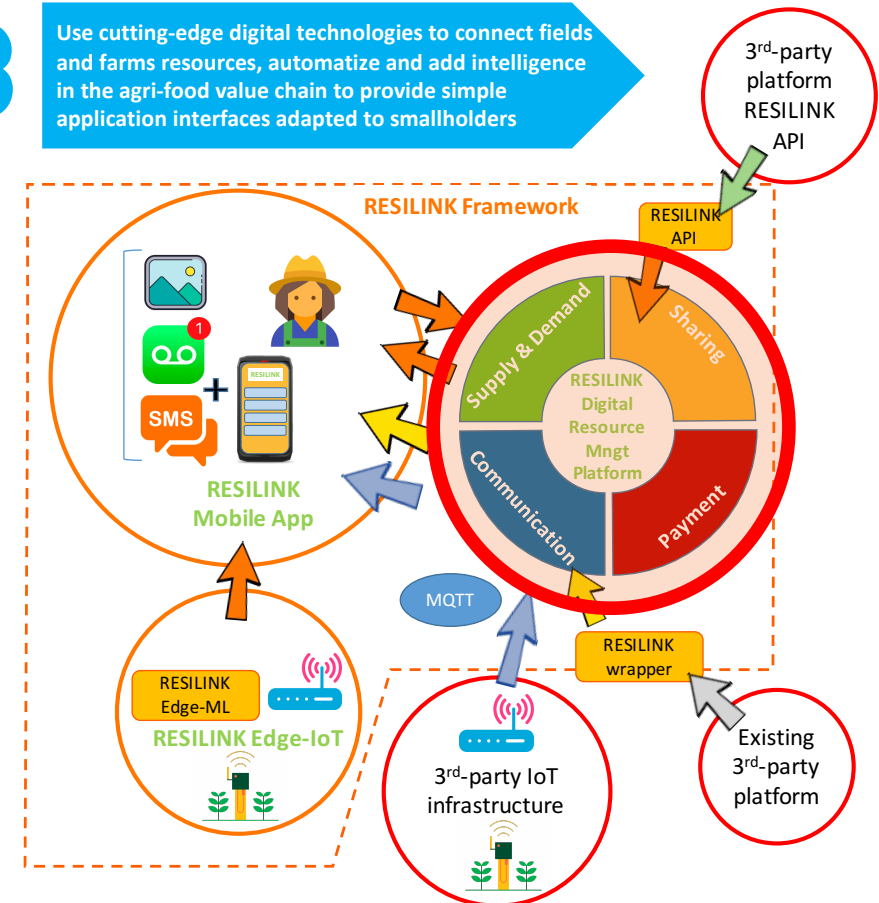 3
Use cutting-edge digital technologies to connect fields
and farms resources, automatize and add intelligence
in the agri-food value chain to provide simple
application interfaces adapted to smallholders
3rd-party
platform
RESILINK
API
RESILINK Framework
RESILINK
API
1
SMS
RESILINK
RESILINK
Mobile App
Supply & Demand
Sharing
RESILINK
Digital
Resource
Mngt
Platform
Communication
Payment
MQTT
RESILINK
wrapper
RESILINK
Edge-ML
RESILINK Edge-IoT
3rd-party IoT
infrastructure
Existing
3rd-party
platform